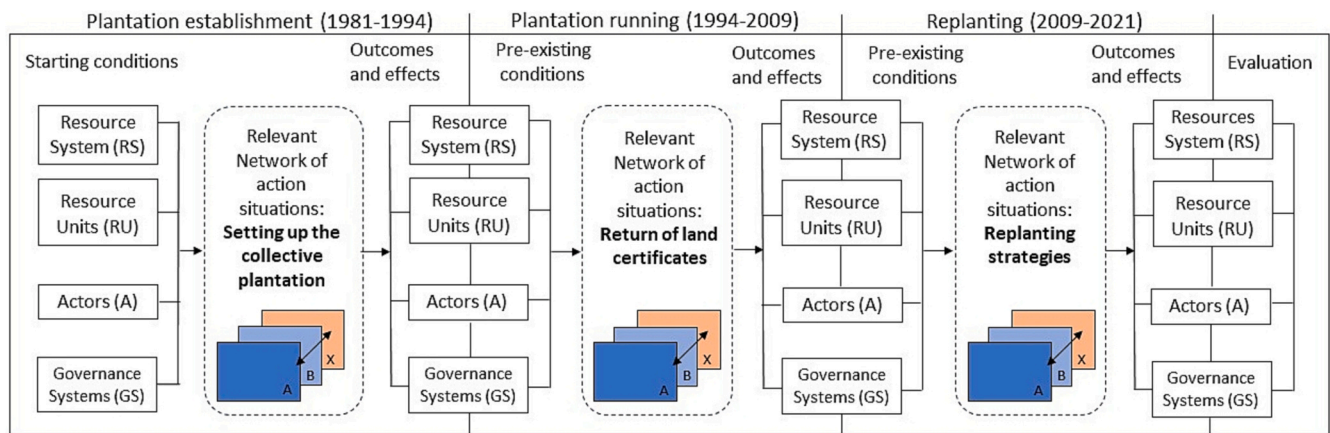 Plantation establishment (1981-1994)
Plantation running (1994-2009)
Replanting (2009-2021)
Starting conditions
Resource
System (RS)
Resource
Units (RU)
Actors (A)
Governance
Systems (GS)
Relevant
Network of
action
situations:
Setting up the
collective
plantation
A
B
X
Outcomes
and effects
Pre-existing
conditions
Resource
System (RS)
Resource
Units (RU)
Actors (A)
Governance
Systems (GS)
Relevant
Network of
action
situations:
Return of land
certificates
A
B
X
Outcomes
and effects
Pre-existing
conditions
Resource
System (RS)
Resource
Units (RU)
Actors (A)
Governance
Systems (GS)
Relevant
Network of
action
situations:
Replanting
strategies
A
B
X
Outcomes
and effects
Evaluation
Resources
System (RS)
Resource
Units (RU)
Actors (A)
Governance
Systems (GS)